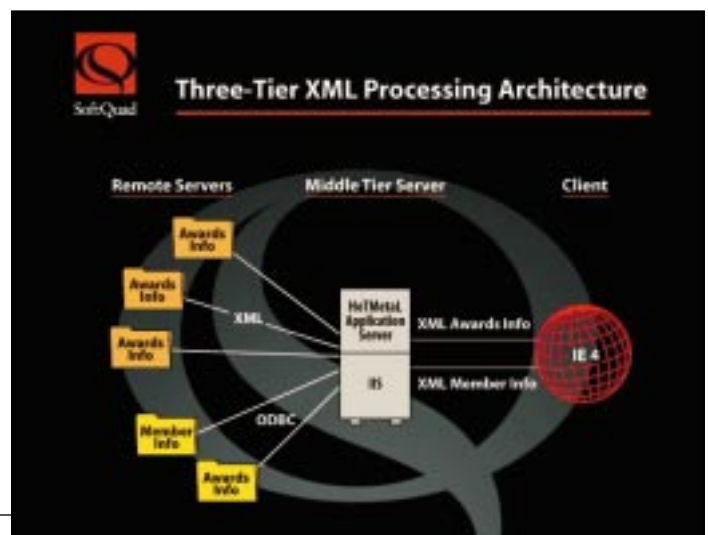 SoftQuad
Three-Tier XML Processing Architecture
Remote Servers
Middle Tier Server
Client
Awards
Info
Awards
Info
XML
Awards
Info
Member
Info
ODBC
Awards
Info
HoTMetaL
Application
Server
IIS
XML Awards Info
XML Member Info
IE 4